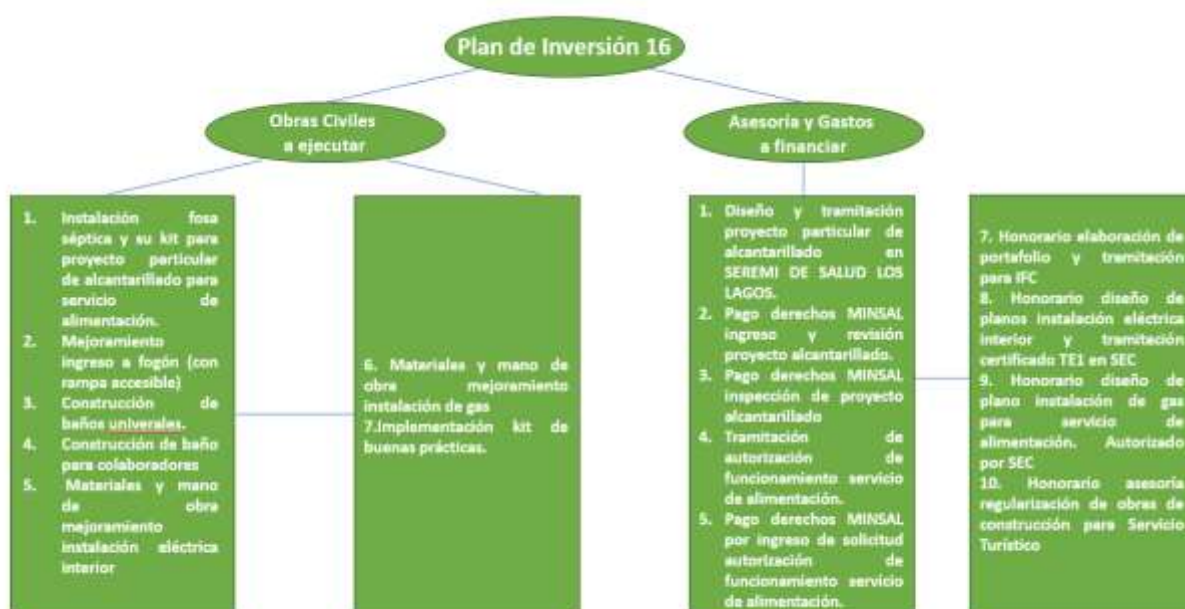 Plan de Inversión 16
Obras Civiles
a ejecutar
Asesoria y Gastos
a financiar
1. Instalación fosa
séptica y su kit para
proyecto particular
de alcantarillado para
servicio de
alimentación.
2. Mejoramiento
ingreso a fogón (con
rampa accesible)
3. Construcción de
baños univerales.
4. Construcción de baño
para colaboradores
5. Materiales y mano
de obra
mejoramiento
instalación eléctrica
interior
6. Materiales y mano de
obra mejoramiento
instalación de gas
7.Implementación kit de
buenas prácticas.
1. Diseño y tramitación
proyecto particular de
alcantarillado en
SEREMI DE SALUD LOS
LAGOS.
2. Pago derechos MINSAL
ingreso y revisión
proyecto alcantarillado.
3. Pago derechos MINSAL
inspección de proyecto
alcantarillado
4. Tramitación de
autorización de
funcionamiento servicio
de alimentación.
5. Pago derechos MINSAL
por ingreso de solicitud
autorización de
funcionamiento servicio
de alimentación.
7. Honorario elaboración de
portafolio y tramitación
para IFC
8. Honorario diseño de
planos instalación eléctrica
interior y tramitación
certificado TE1 en SEC
9. Honorario diseño de
plano instalación de gas
para servicio de
alimentación. Autorizado
por SEC
10. Honorario asesoría
regularización de obras de
construcción para Servicio
Turístico